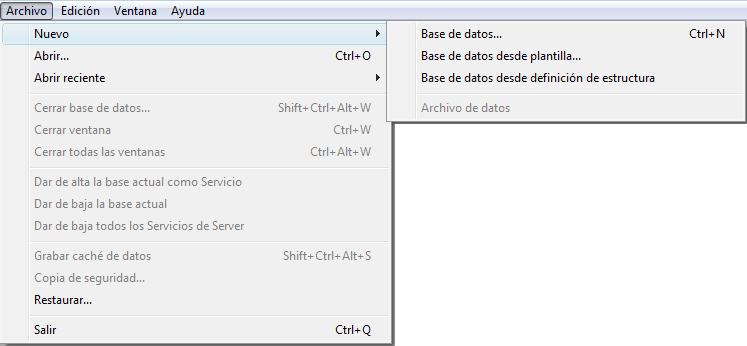 Archivo Edición Ventana Ayuda
Nuevo
Abrir... Ctrl+O
Abrir reciente
Cerrar base de datos... Shift+Ctrl+Alt+W
Cerrar ventana Ctrl+W
Cerrar todas las ventanas Ctrl+Alt+W
Dar de alta la base actual como Servicio
Dar de baja la base actual
Dar de baja todos los Servicios de Server
Grabar caché de datos Shift+Ctrl+Alt+S
Copia de seguridad...
Restaurar...
Salir Ctrl+Q
Base de datos... Ctrl+N
Base de datos desde plantilla...
Base de datos desde definición de estructura
Archivo de datos